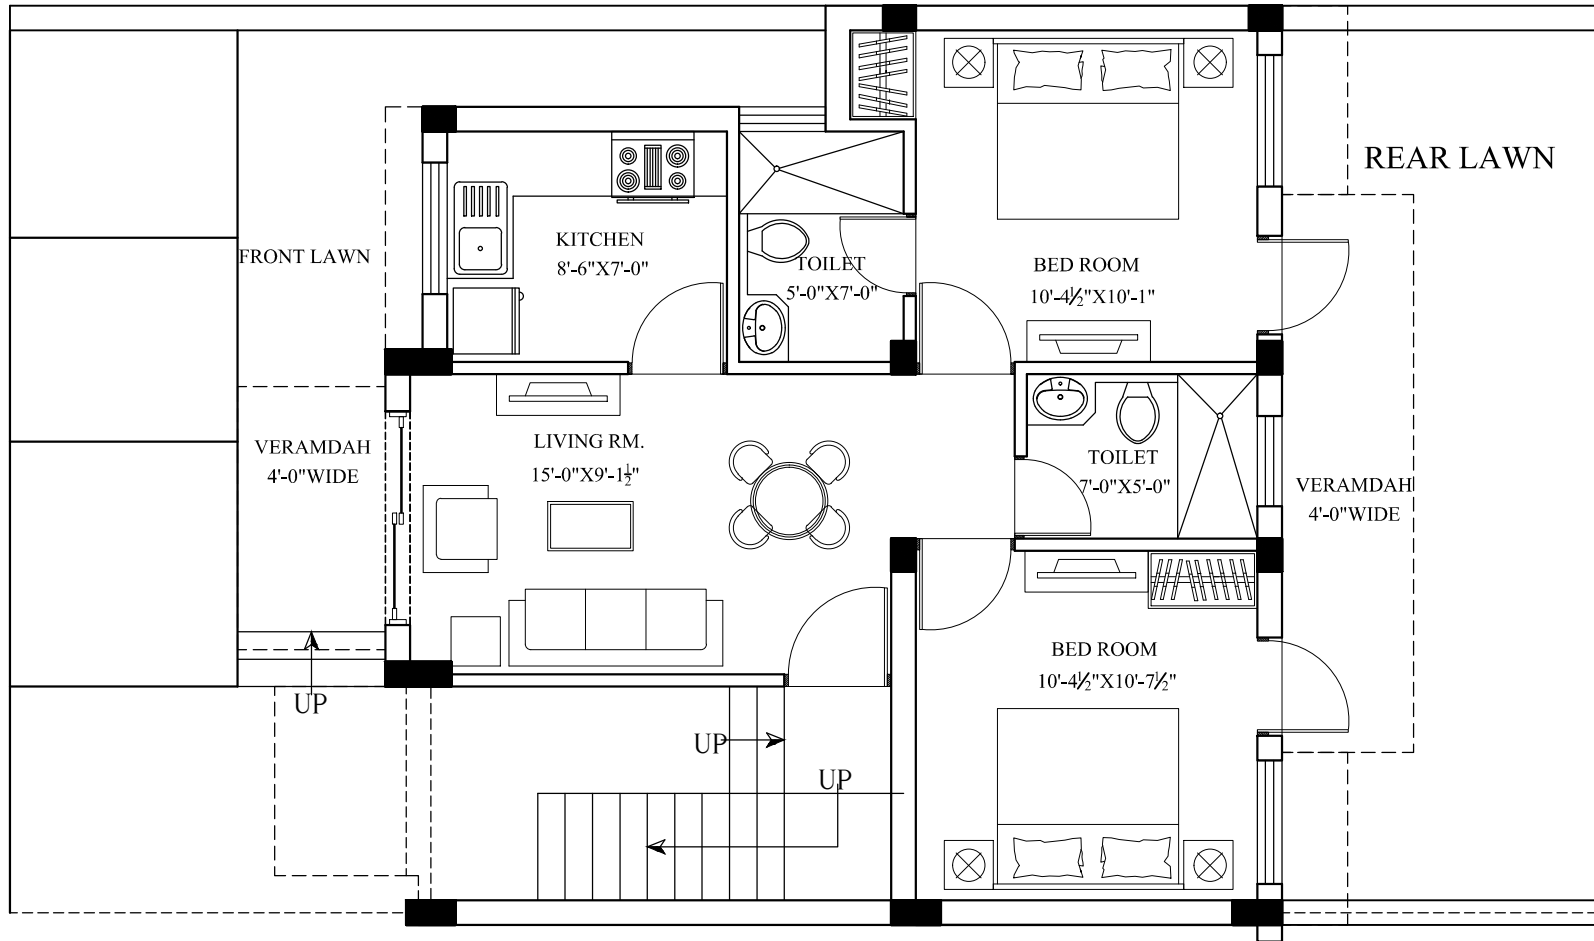 REAR LAWN
KITCHEN
8'-6"X7'-0"
FRONT LAWN
TOILET
5'-0"X7'-0"
BED ROOM
10'-4½"X10'-1"
LIVING RM.
15'-0"X9'-1½"
VERAMDAH
4'-0"WIDE
TOILET
7'-0"X5'-0"
VERAMDAH
4'-0"WIDE
BED ROOM
10'-4½"X10'-7½"
UP
UP
UP